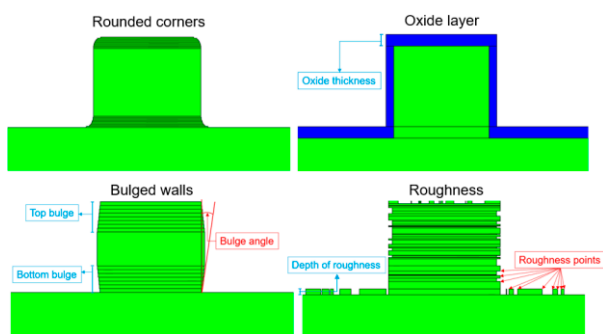 Rounded corners
Oxide layer
Oxide thickness
Bulged walls
Roughness
Top bulge
Bulge angle
Bottom bulge
Depth of roughness
Roughness points